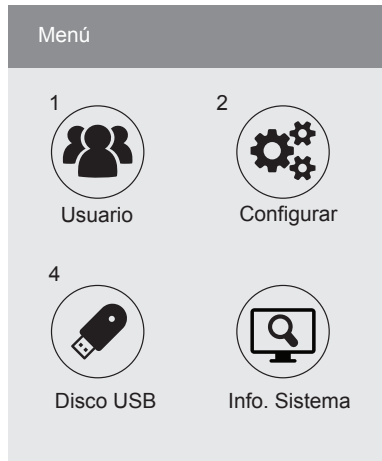 Menú
1
2
Usuario
Configurar
4
Disco USB
Info. Sistema